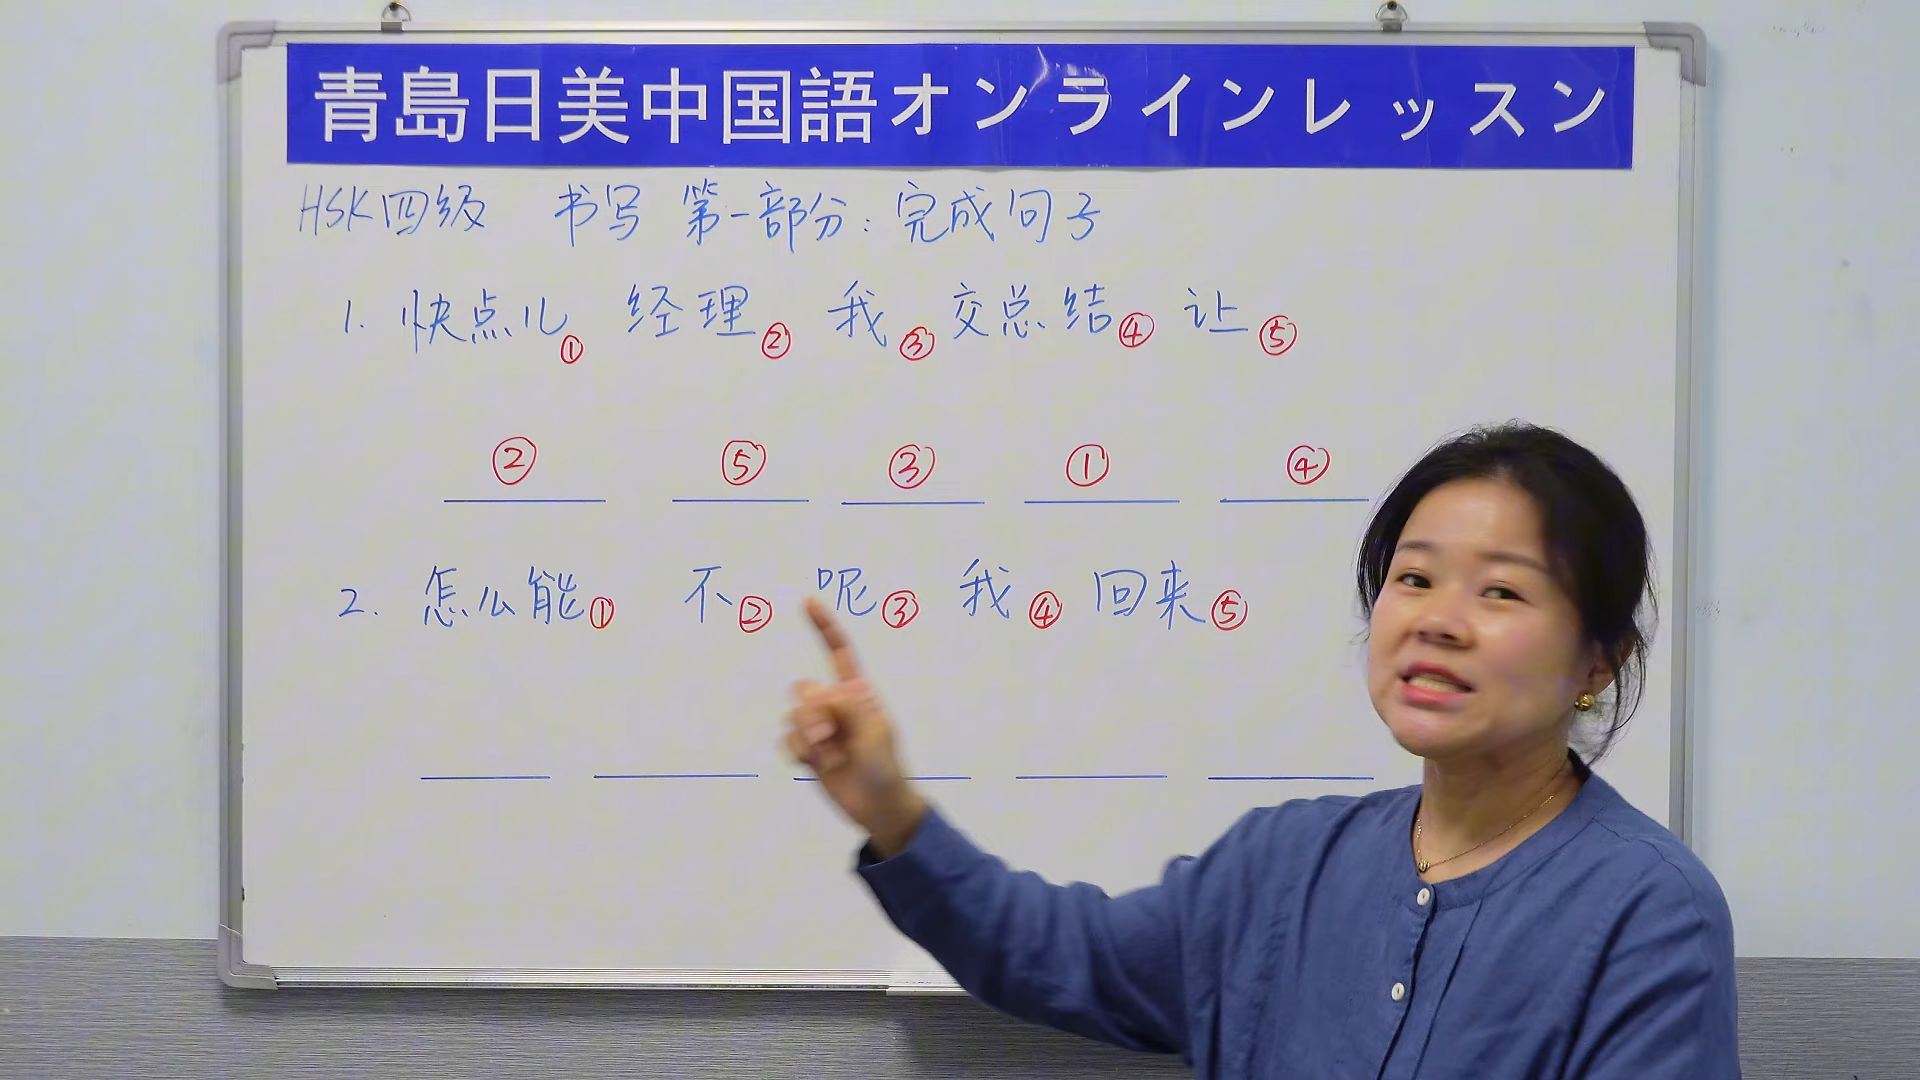 青島日美中国語オンラインレッスン
HSK四级 书写 第一部分：完成句子
1. 快点儿① 经理② 我③ 交总结④ 让⑤
② ⑤ ③ ① ④
2. 怎么能① 不② 呢③ 我④ 回来⑤